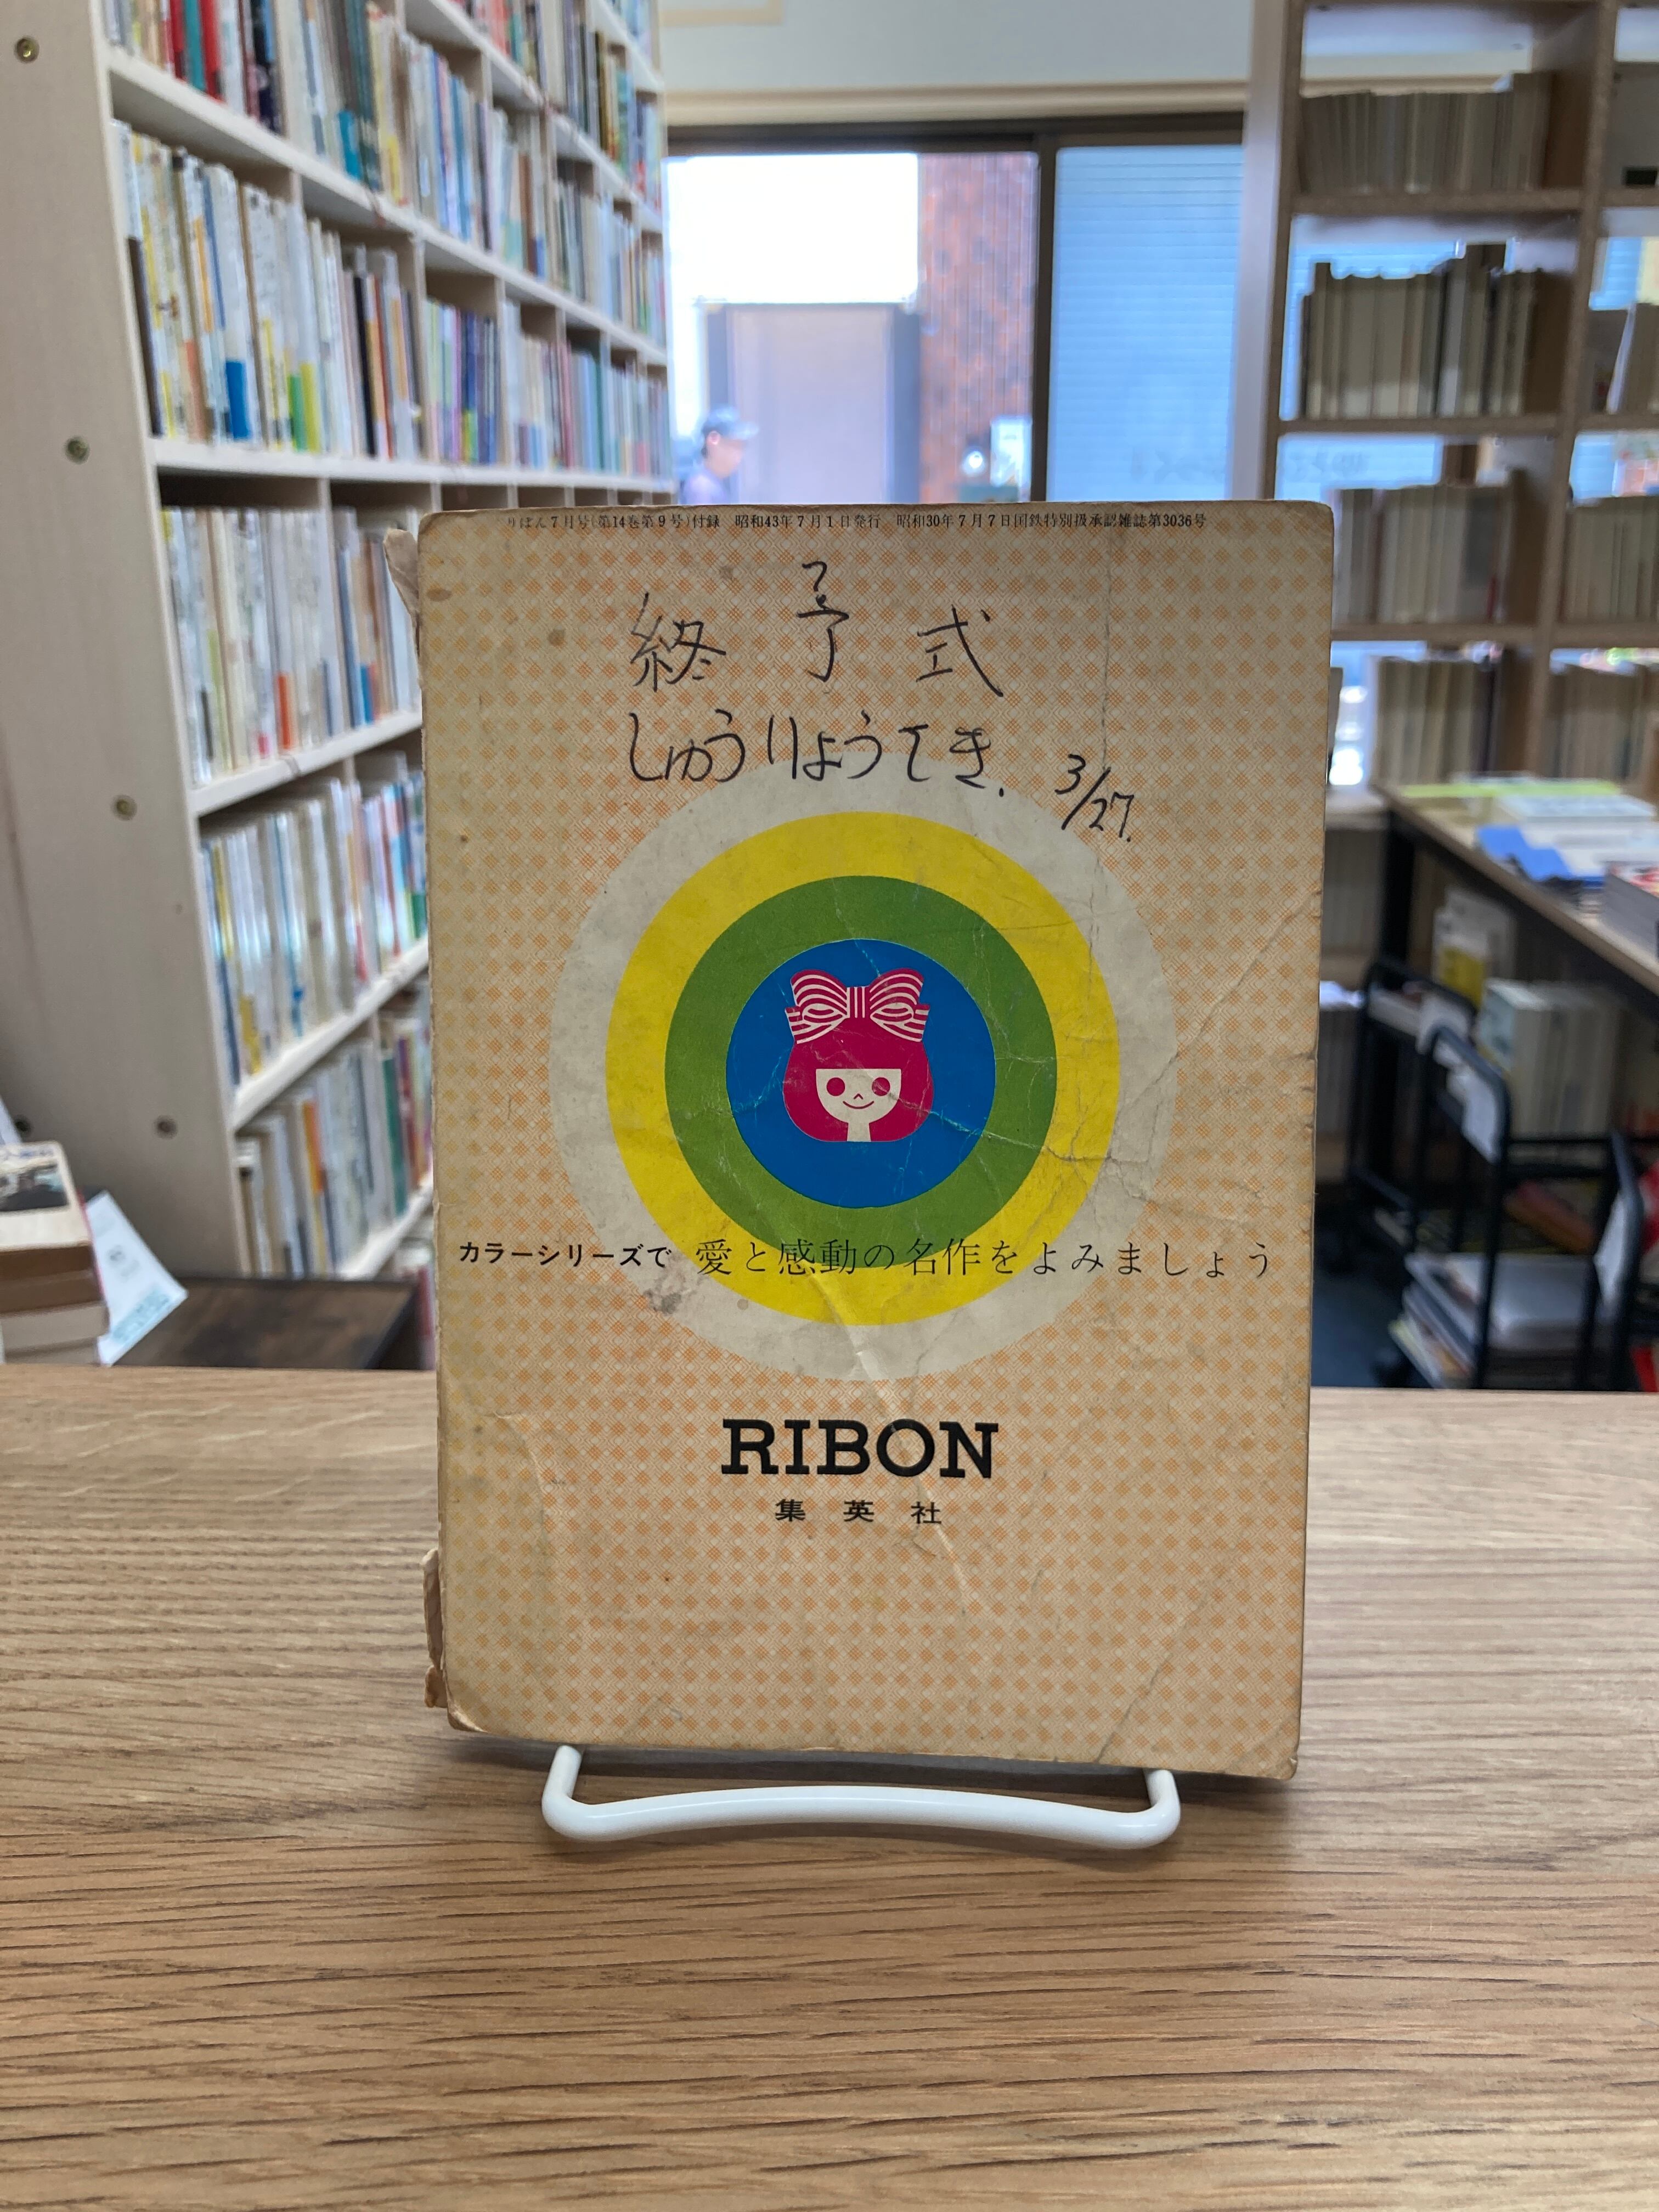 りぼん7月号(第14巻第9号)付録 昭和43年7月1日発行 昭和30年7月7日国鉄特別扱承認雑誌第3036号
?
終了式
しゅうりょうてき. 3/27.
カラーシリーズで 愛と感動の名作をよみましょう
RIBON
集英社